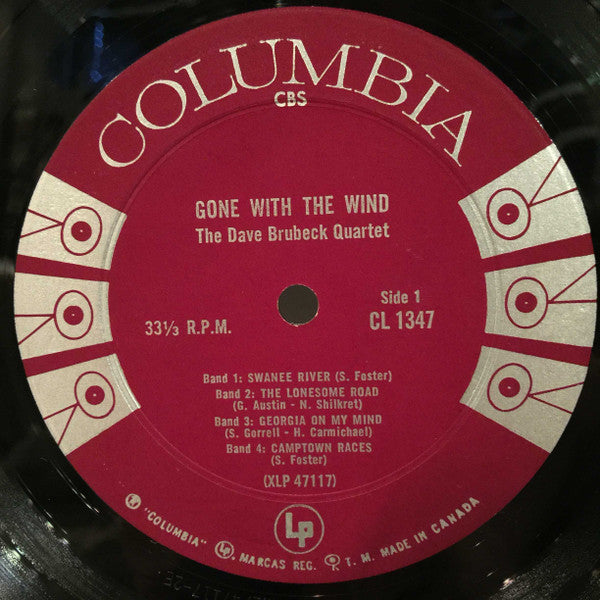 COLUMBIA
CBS
GONE WITH THE WIND
The Dave Brubeck Quartet
33⅓ R.P.M.
Side 1
CL 1347
Band 1: SWANEE RIVER (S. Foster)
Band 2: THE LONESOME ROAD
(G. Austin - N. Shilkret)
Band 3: GEORGIA ON MY MIND
(S. Gorrell - H. Carmichael)
Band 4: CAMPTOWN RACES
(S. Foster)
(XLP 47117)
Lp
"COLUMBIA" Lp, MARCAS REG. T. M. MADE IN CANADA